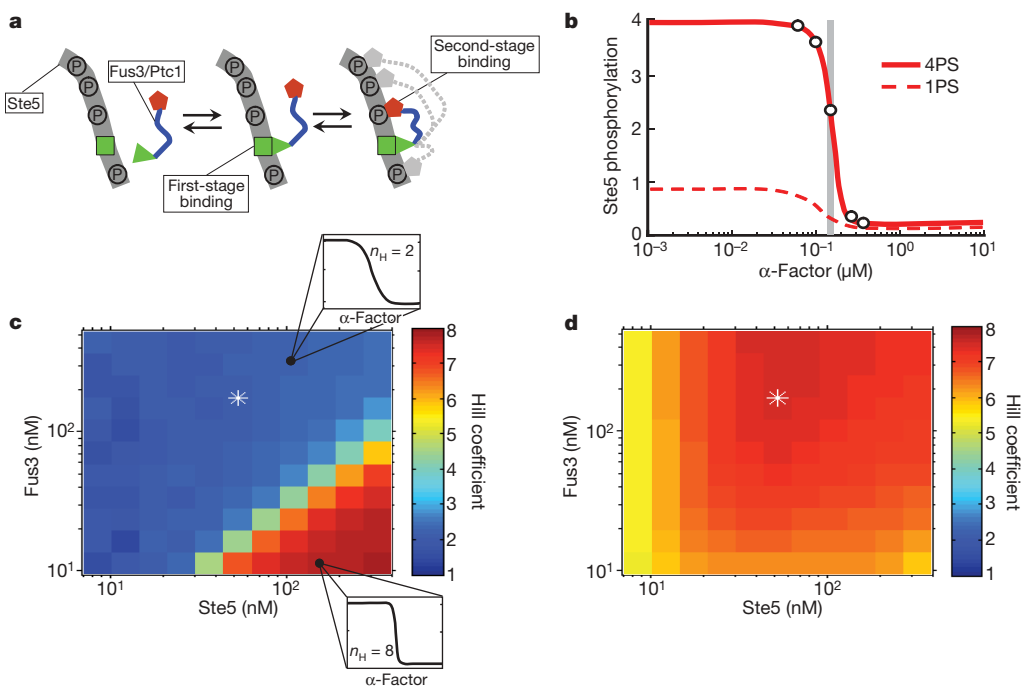 a
Ste5
Fus3/Ptc1
Second-stage
binding
P P P P
P P P P
P P P P
First-stage
binding
b
Ste5 phosphorylation
4
3
2
1
0
4PS
1PS
10⁻³ 10⁻² 10⁻¹ 10⁰ 10¹
α-Factor (µM)
c
nH = 2
α-Factor
Fus3 (nM)
10²
10¹
10¹ 10²
Ste5 (nM)
8
7
6
5
4
3
2
1
Hill coefficient
nH = 8
α-Factor
d
Fus3 (nM)
10²
10¹
10¹ 10²
Ste5 (nM)
8
7
6
5
4
3
2
1
Hill coefficient